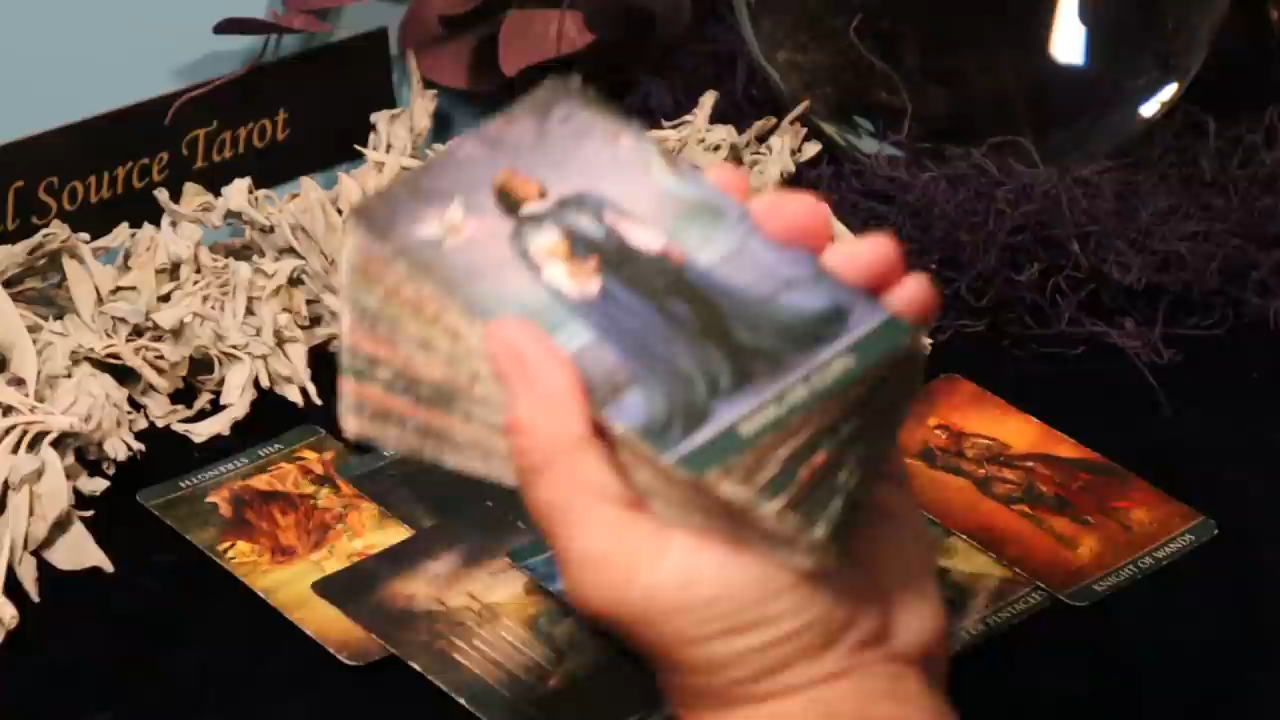 l Source Tarot
VIII STRENGTH
KNIGHT OF WANDS
PENTACLES